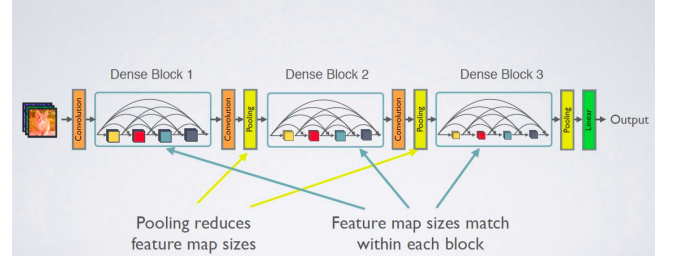 Dense Block 1
Dense Block 2
Dense Block 3
Convolution
Convolution
Pooling
Convolution
Pooling
Pooling
Linear
Output
Pooling reduces
feature map sizes
Feature map sizes match
within each block